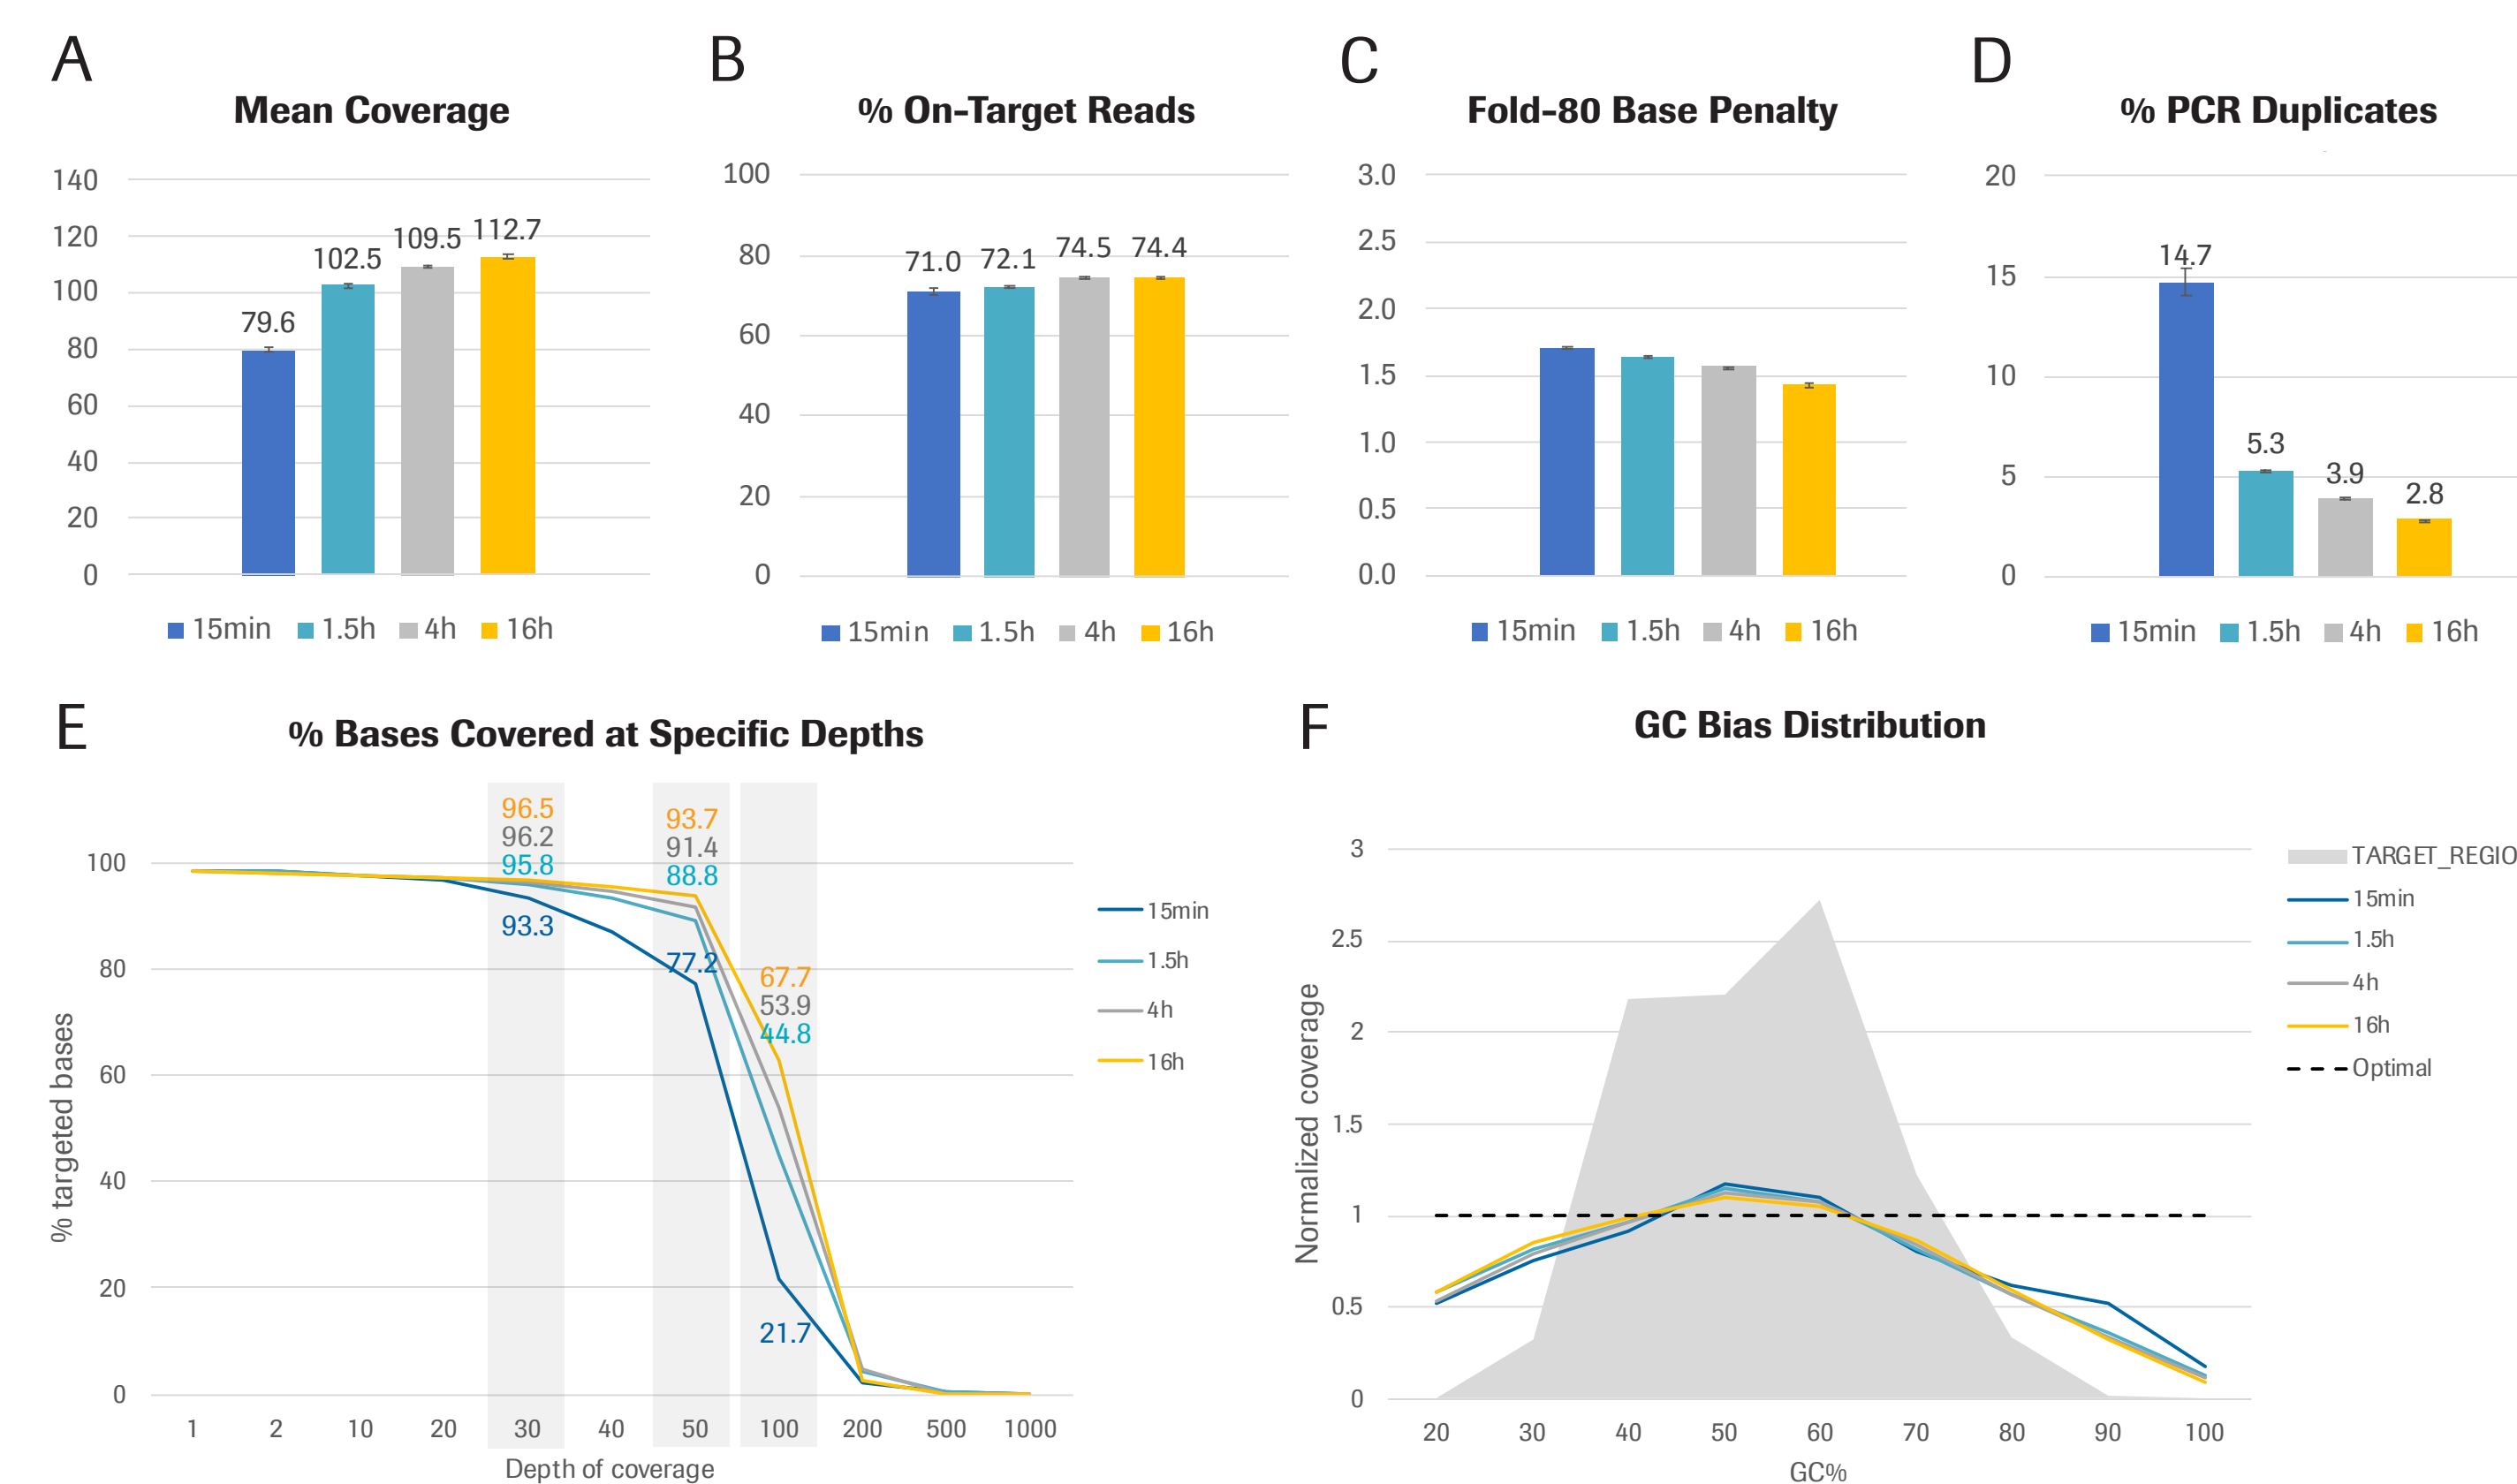 A
Mean Coverage
140
120
100
80
60
40
20
0
79.6
102.5
109.5
112.7
15min 1.5h 4h 16h
B
% On-Target Reads
100
80
60
40
20
0
71.0
72.1
74.5
74.4
15min 1.5h 4h 16h
C
Fold-80 Base Penalty
3.0
2.5
2.0
1.5
1.0
0.5
0.0
15min 1.5h 4h 16h
D
% PCR Duplicates
20
15
10
5
0
14.7
5.3
3.9
2.8
15min 1.5h 4h 16h
E
% Bases Covered at Specific Depths
% targeted bases
100
80
60
40
20
0
96.5
96.2
95.8
93.3
93.7
91.4
88.8
77.2
67.7
53.9
44.8
21.7
1 2 10 20 30 40 50 100 200 500 1000
Depth of coverage
15min
1.5h
4h
16h
F
GC Bias Distribution
Normalized coverage
3
2.5
2
1.5
1
0.5
0
20 30 40 50 60 70 80 90 100
GC%
TARGET_REGIO
15min
1.5h
4h
16h
Optimal